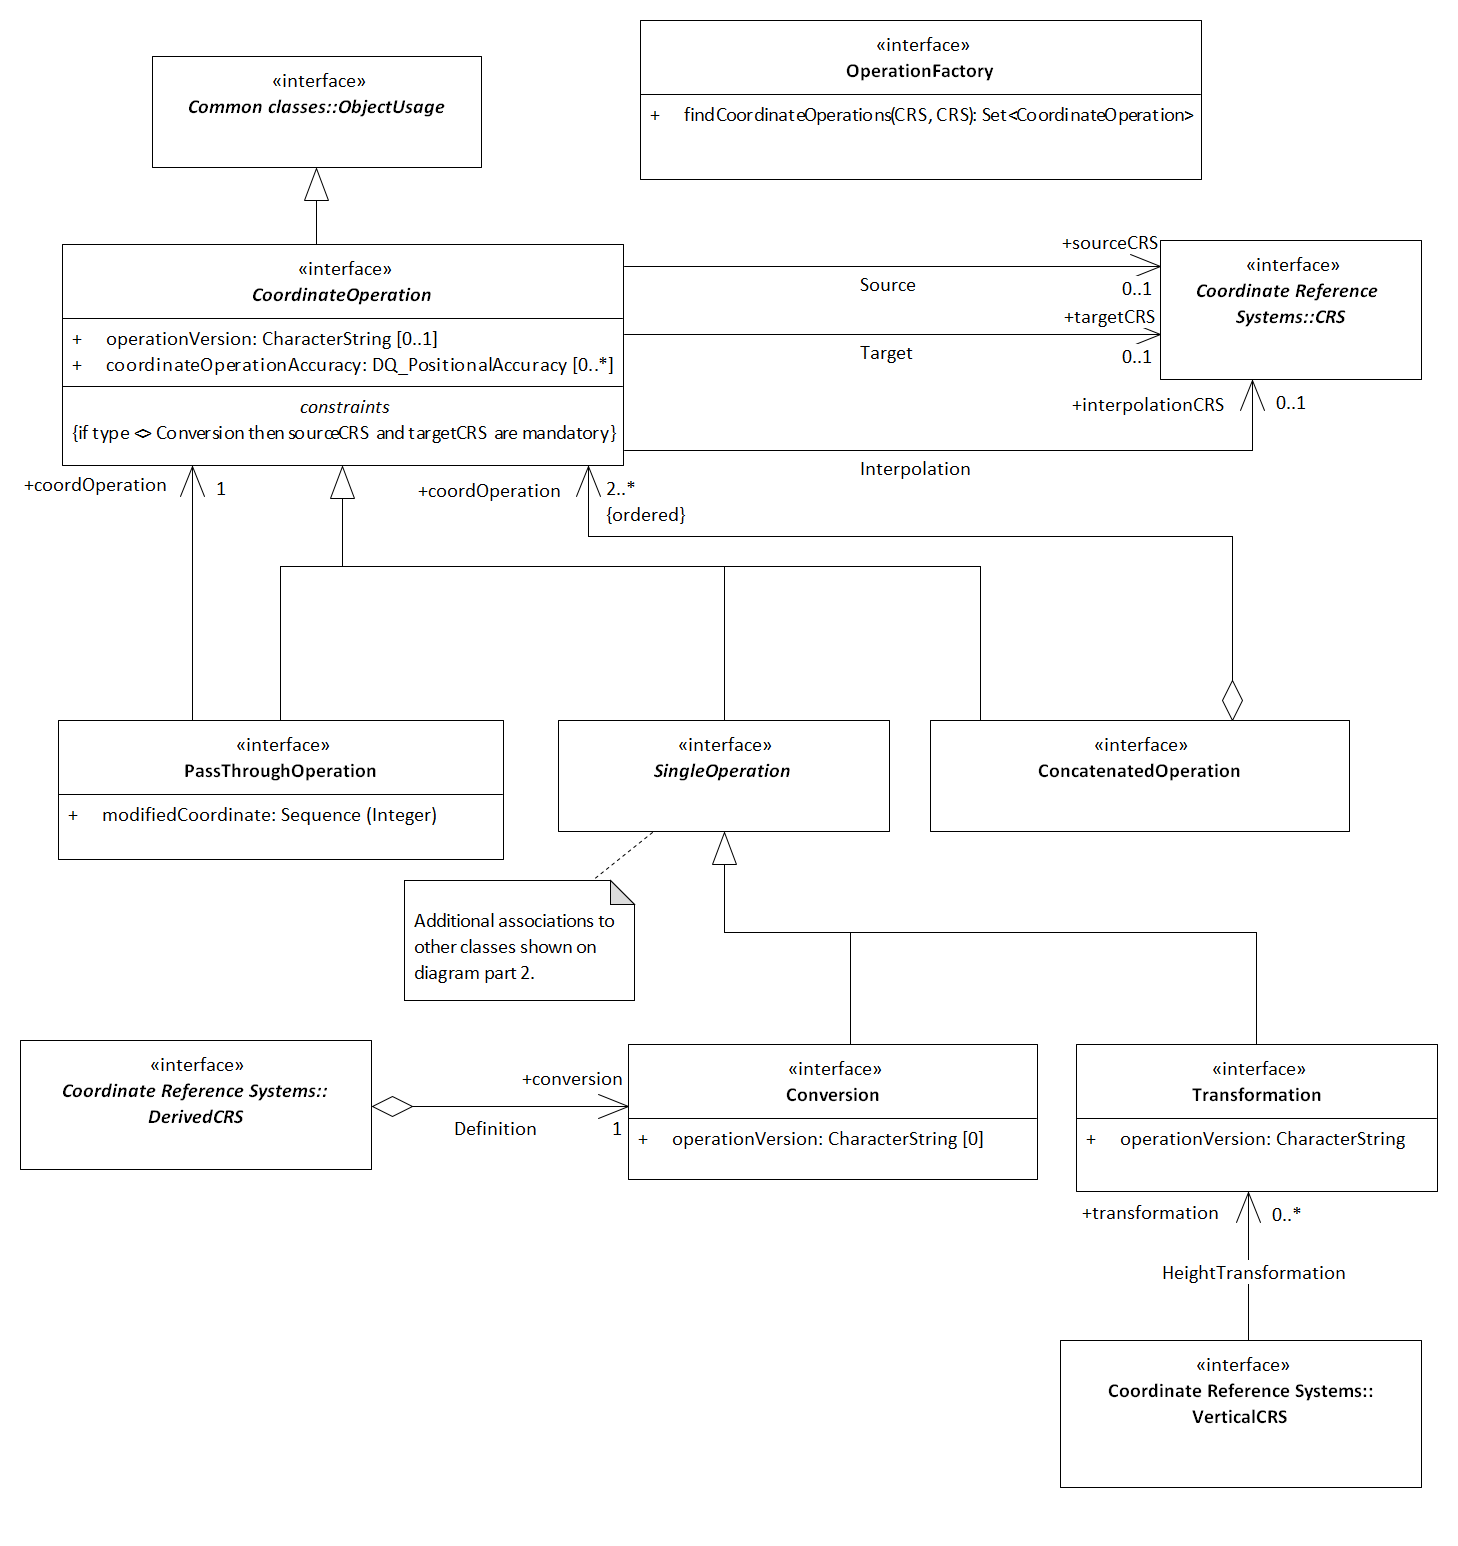 «interface»
Common classes::ObjectUsage
«interface»
OperationFactory
+ findCoordinateOperations(CRS, CRS): Set<CoordinateOperation>
«interface»
CoordinateOperation
+ operationVersion: CharacterString [0..1]
+ coordinateOperationAccuracy: DQ_PositionalAccuracy [0..*]
constraints
{if type <> Conversion then sourceCRS and targetCRS are mandatory}
+sourceCRS
Source
0..1
+targetCRS
Target
0..1
«interface»
Coordinate Reference
Systems::CRS
+interpolationCRS
0..1
Interpolation
+coordOperation
1
+coordOperation
2..*
{ordered}
«interface»
PassThroughOperation
+ modifiedCoordinate: Sequence (Integer)
«interface»
SingleOperation
«interface»
ConcatenatedOperation
Additional associations to
other classes shown on
diagram part 2.
«interface»
Coordinate Reference Systems::
DerivedCRS
+conversion
Definition
1
«interface»
Conversion
+ operationVersion: CharacterString [0]
«interface»
Transformation
+ operationVersion: CharacterString
+transformation
0..*
HeightTransformation
«interface»
Coordinate Reference Systems::
VerticalCRS